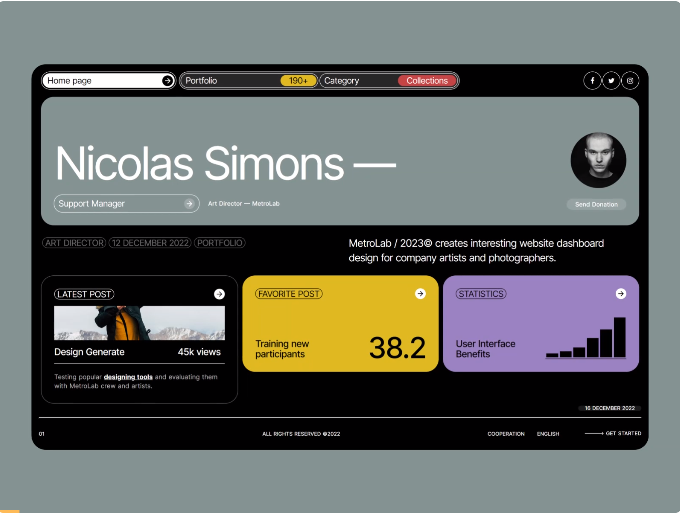 Home page
Portfolio 190+ Category Collections
Nicolas Simons —
Support Manager
Art Director — MetroLab
Send Donation
ART DIRECTOR 12 DECEMBER 2022 PORTFOLIO
MetroLab / 2023© creates interesting website dashboard
design for company artists and photographers.
LATEST POST
Design Generate 45k views
Testing popular designing tools and evaluating them
with MetroLab crew and artists.
FAVORITE POST
Training new
participants
38.2
STATISTICS
User Interface
Benefits
16 DECEMBER 2022
01
ALL RIGHTS RESERVED ©2022
COOPERATION
ENGLISH
GET STARTED